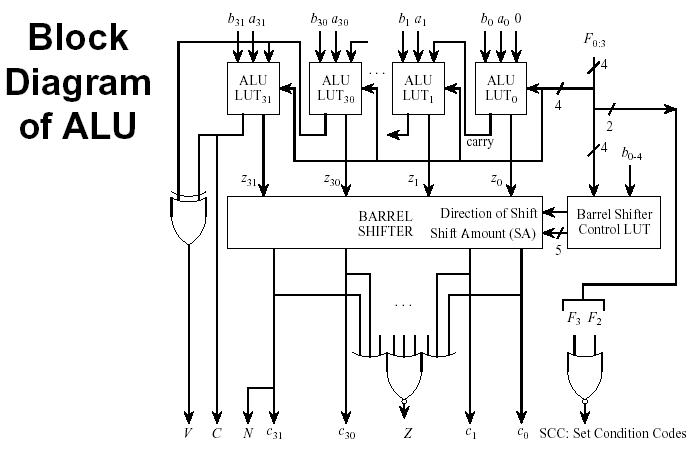 Block
Diagram
of ALU
b31 a31 b30 a30 b1 a1 b0 a0 0 F0:3
4
ALU
LUT31
ALU
LUT30
...
ALU
LUT1
ALU
LUT0
4
2
carry
4
b0-4
z31 z30 z1 z0
BARREL
SHIFTER
Direction of Shift
Shift Amount (SA)
5
Barrel Shifter
Control LUT
...
F3 F2
V C N c31 c30 Z c1 c0 SCC: Set Condition Codes